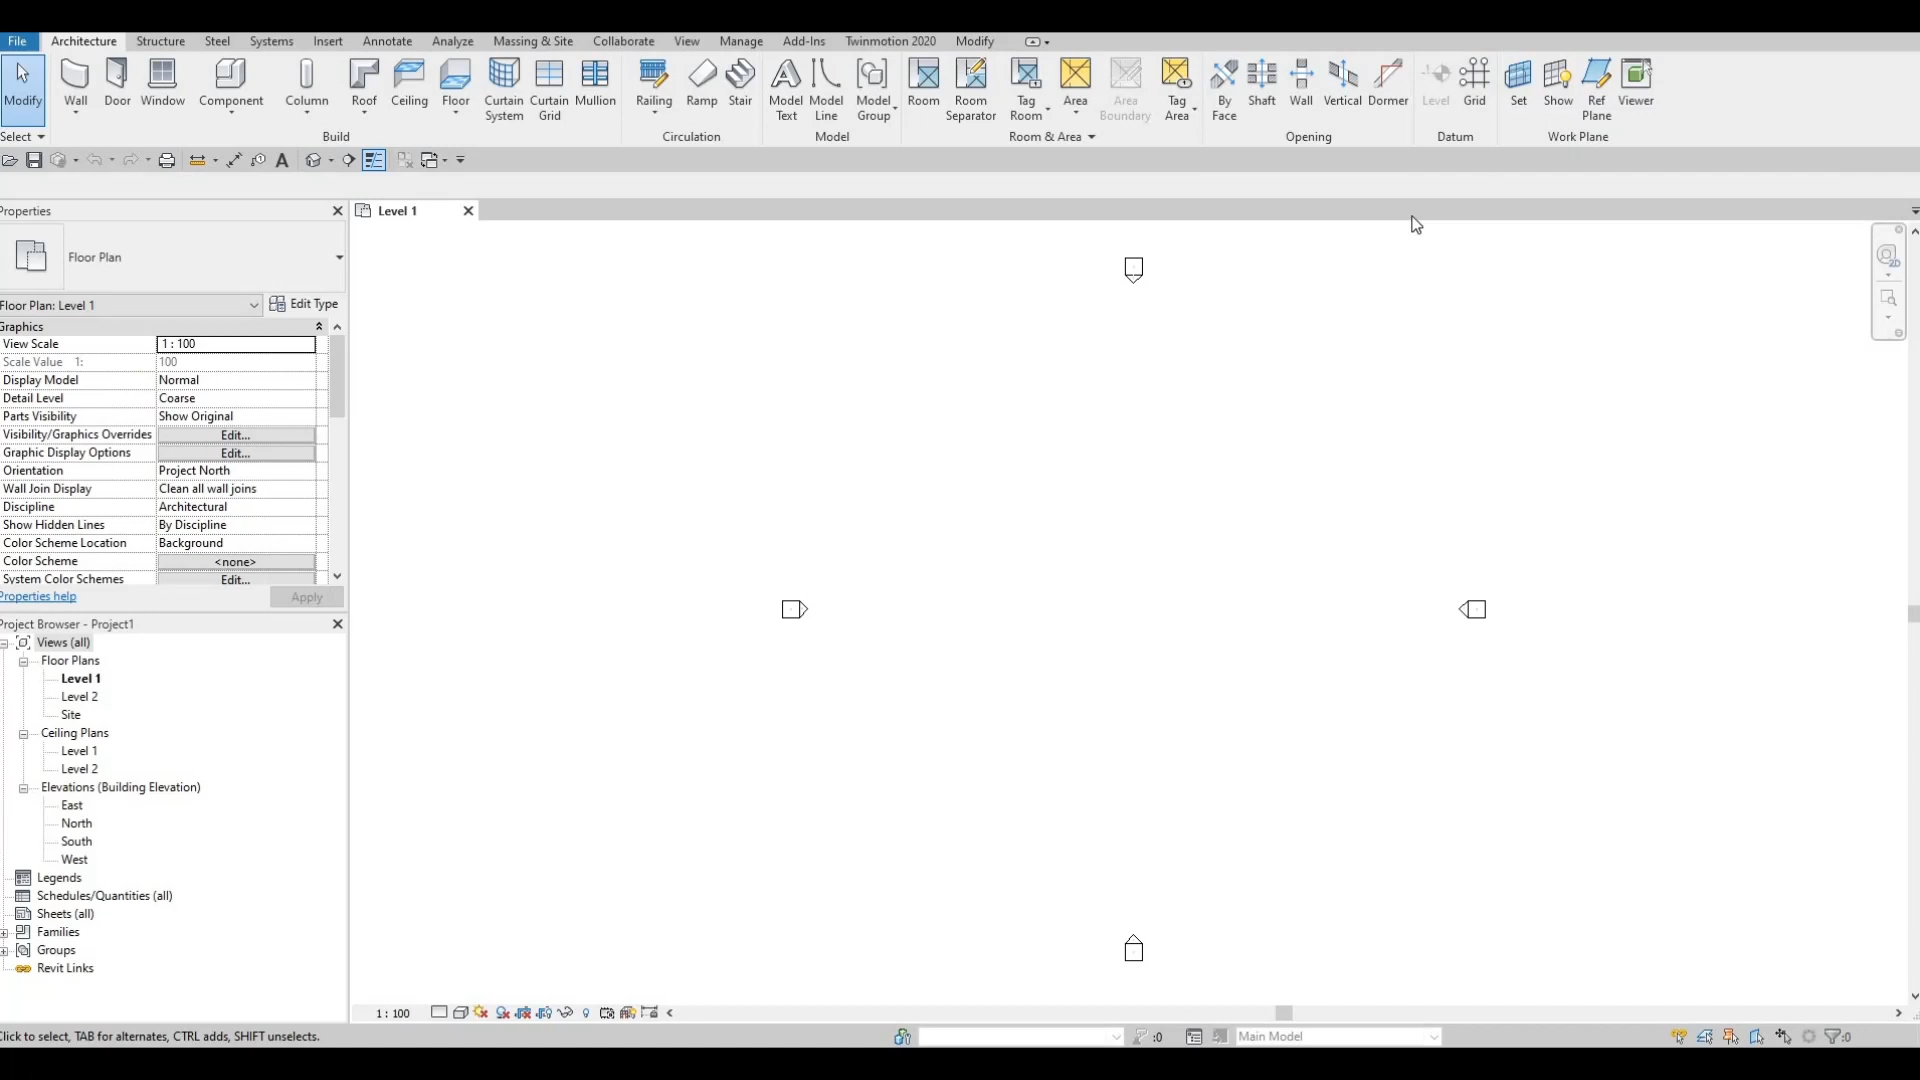 File Architecture Structure Steel Systems Insert Annotate Analyze Massing & Site Collaborate View Manage Add-Ins Twinmotion 2020 Modify
Modify Wall Door Window Component Column Roof Ceiling Floor Curtain System Curtain Grid Mullion Railing Ramp Stair Model Text Model Line Model Group Room Room Separator Tag Room Area Area Boundary Tag Area By Face Shaft Wall Vertical Dormer Level Grid Set Show Ref Plane Viewer
Select Build Circulation Model Room & Area Opening Datum Work Plane
Properties
Level 1
Floor Plan
Floor Plan: Level 1 Edit Type
Graphics
View Scale 1 : 100
Scale Value 1: 100
Display Model Normal
Detail Level Coarse
Parts Visibility Show Original
Visibility/Graphics Overrides Edit...
Graphic Display Options Edit...
Orientation Project North
Wall Join Display Clean all wall joins
Discipline Architectural
Show Hidden Lines By Discipline
Color Scheme Location Background
Color Scheme <none>
System Color Schemes Edit...
Properties help Apply
Project Browser - Project1
Views (all)
Floor Plans
Level 1
Level 2
Site
Ceiling Plans
Level 1
Level 2
Elevations (Building Elevation)
East
North
South
West
Legends
Schedules/Quantities (all)
Sheets (all)
Families
Groups
Revit Links
1 : 100
Click to select, TAB for alternates, CTRL adds, SHIFT unselects. :0 Main Model :0